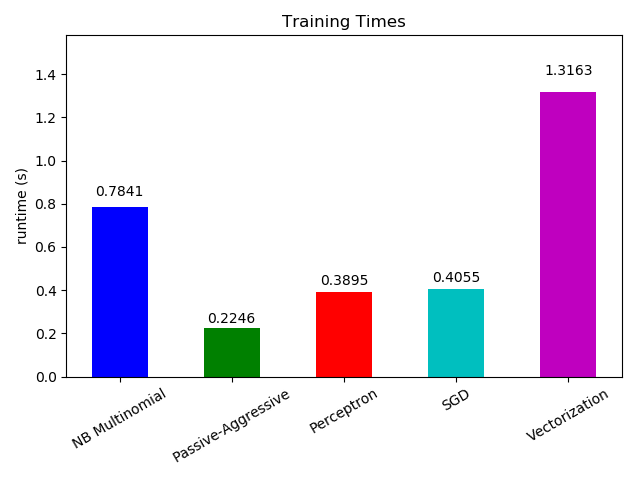 Training Times
runtime (s)
1.4
1.2
1.0
0.8
0.6
0.4
0.2
0.0
0.7841
0.2246
0.3895
0.4055
1.3163
NB Multinomial
Passive-Aggressive
Perceptron
SGD
Vectorization